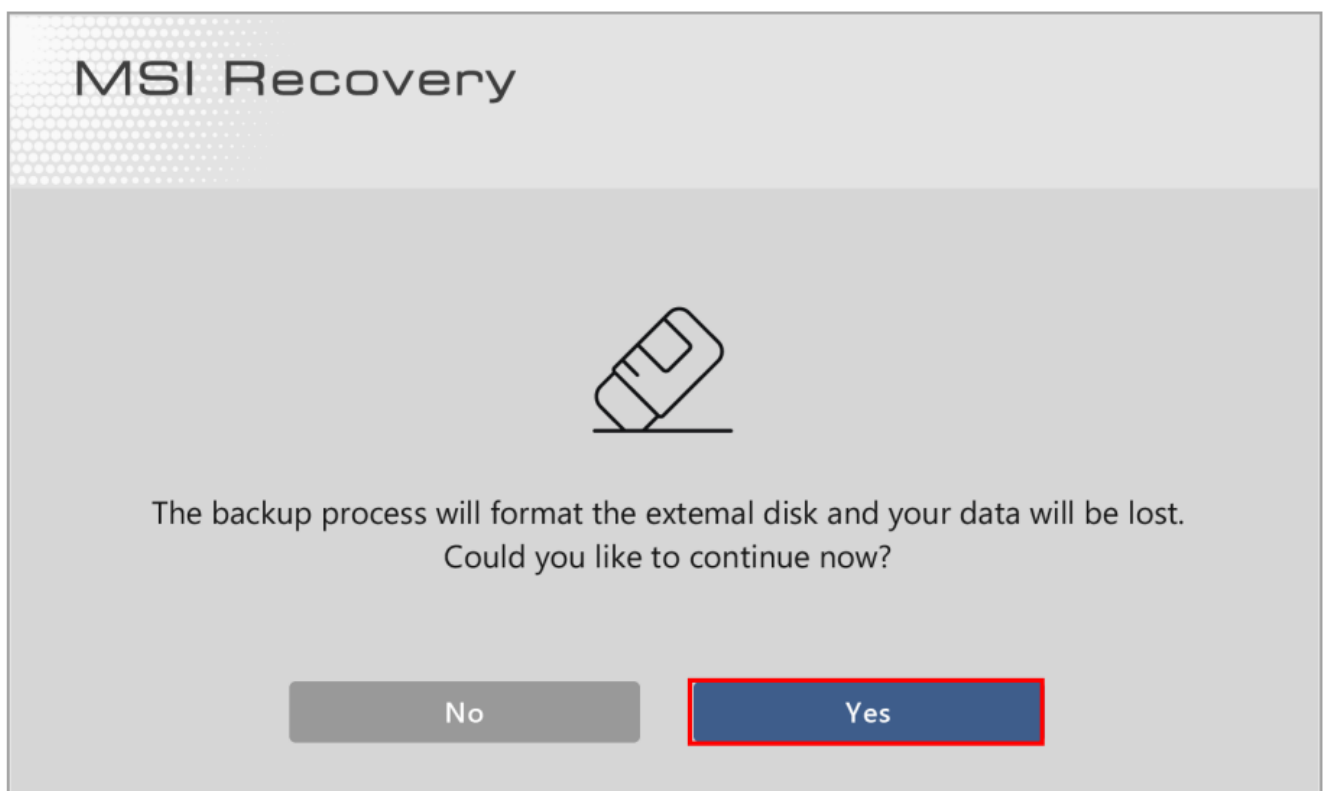 MSI Recovery
The backup process will format the extemal disk and your data will be lost.
Could you like to continue now?
No
Yes